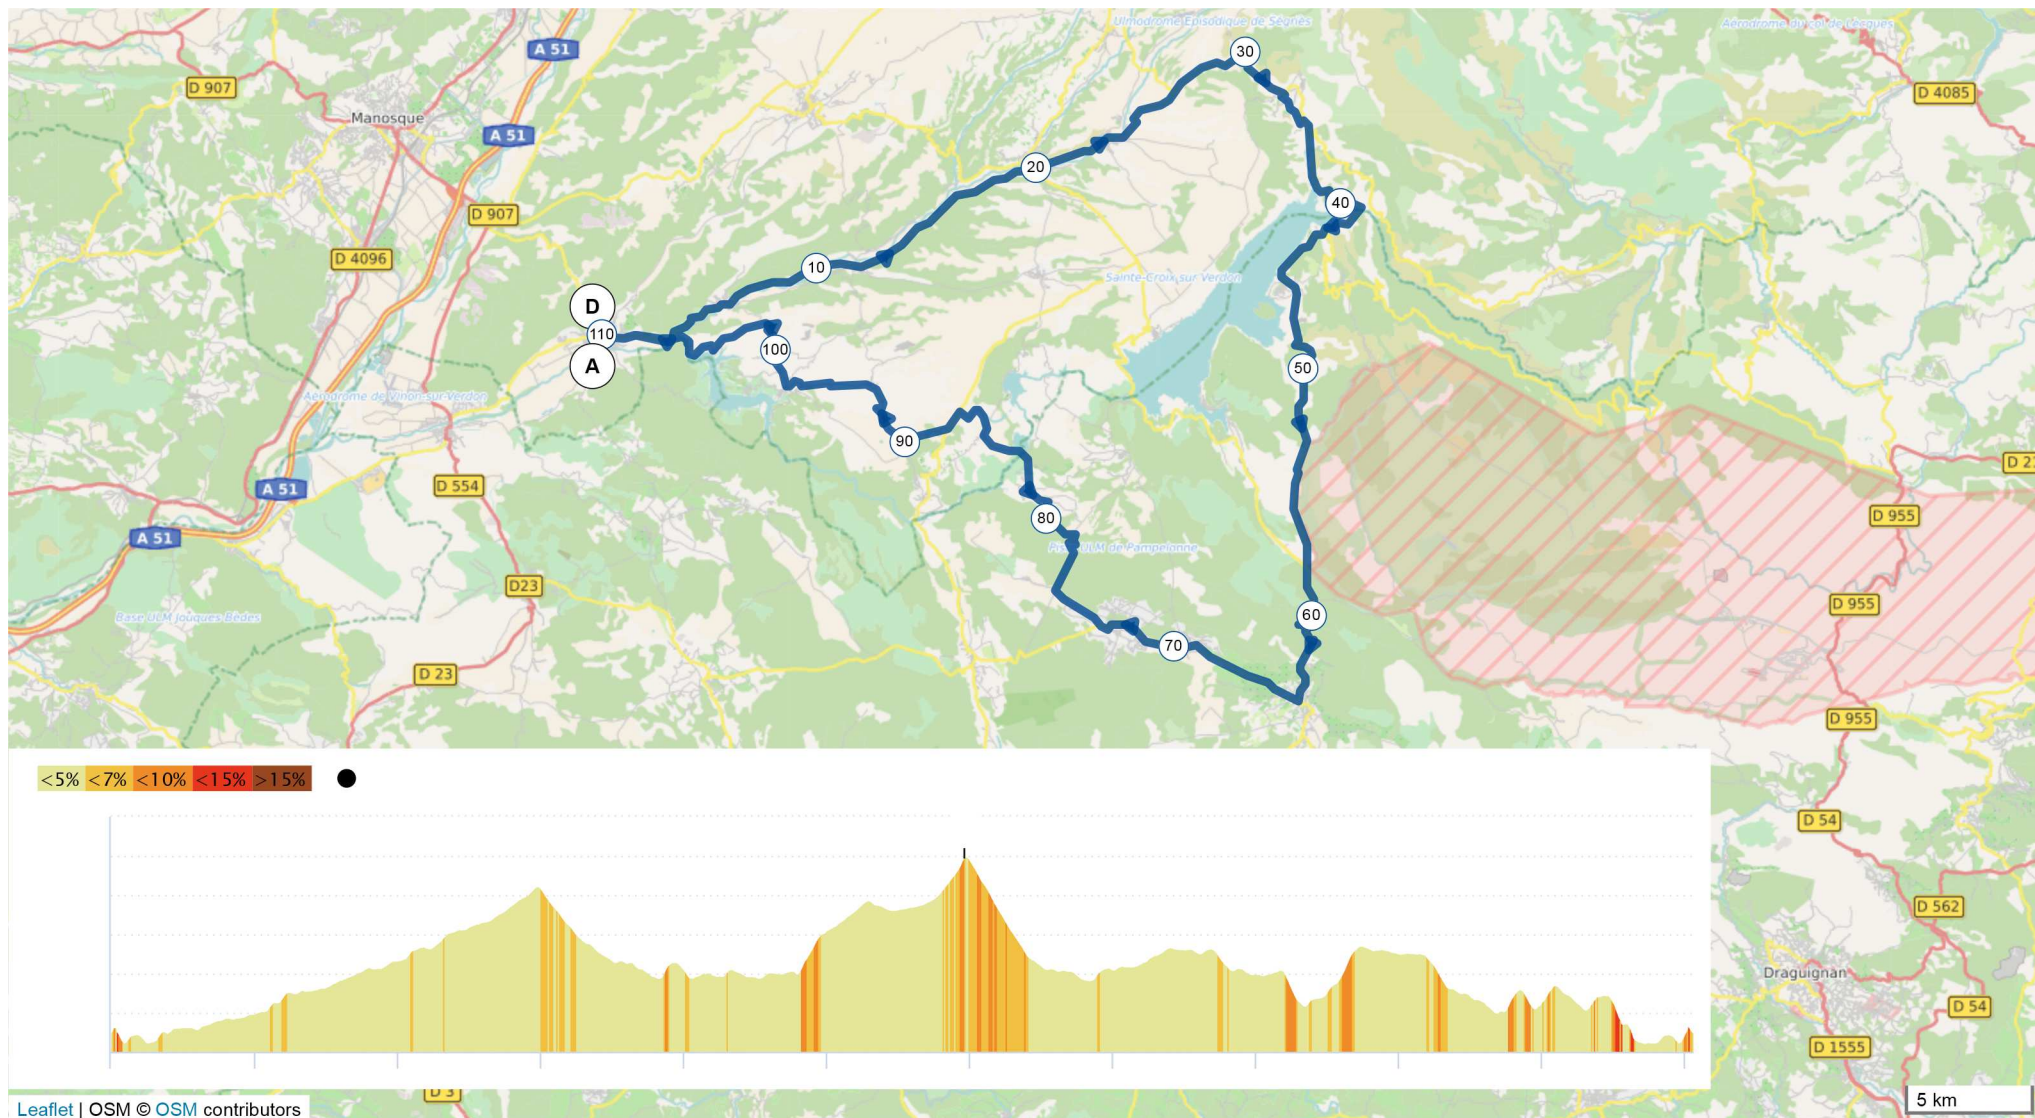 Ulmodrome Episodique de Ségriès
Aérodrome du col de Lesques
A 51
30
D 907
D 4085
Manosque
A 51
20
40
D 907
D 4096
10
Sainte-Croix sur Verdon
D
110
A
100
50
Aérodrome de Vinon-sur-Verdon
90
D 554
A 51
80
D 955
A 51
Piste ULM de Pampelonne
D23
D 955
Base ULM Jouques-Bèdes
60
70
D 23
D 955
<5% <7% <10% <15% >15%
D 54
D 562
Draguignan
D 54
D 1555
D 3
5 km
Leaflet | OSM © OSM contributors